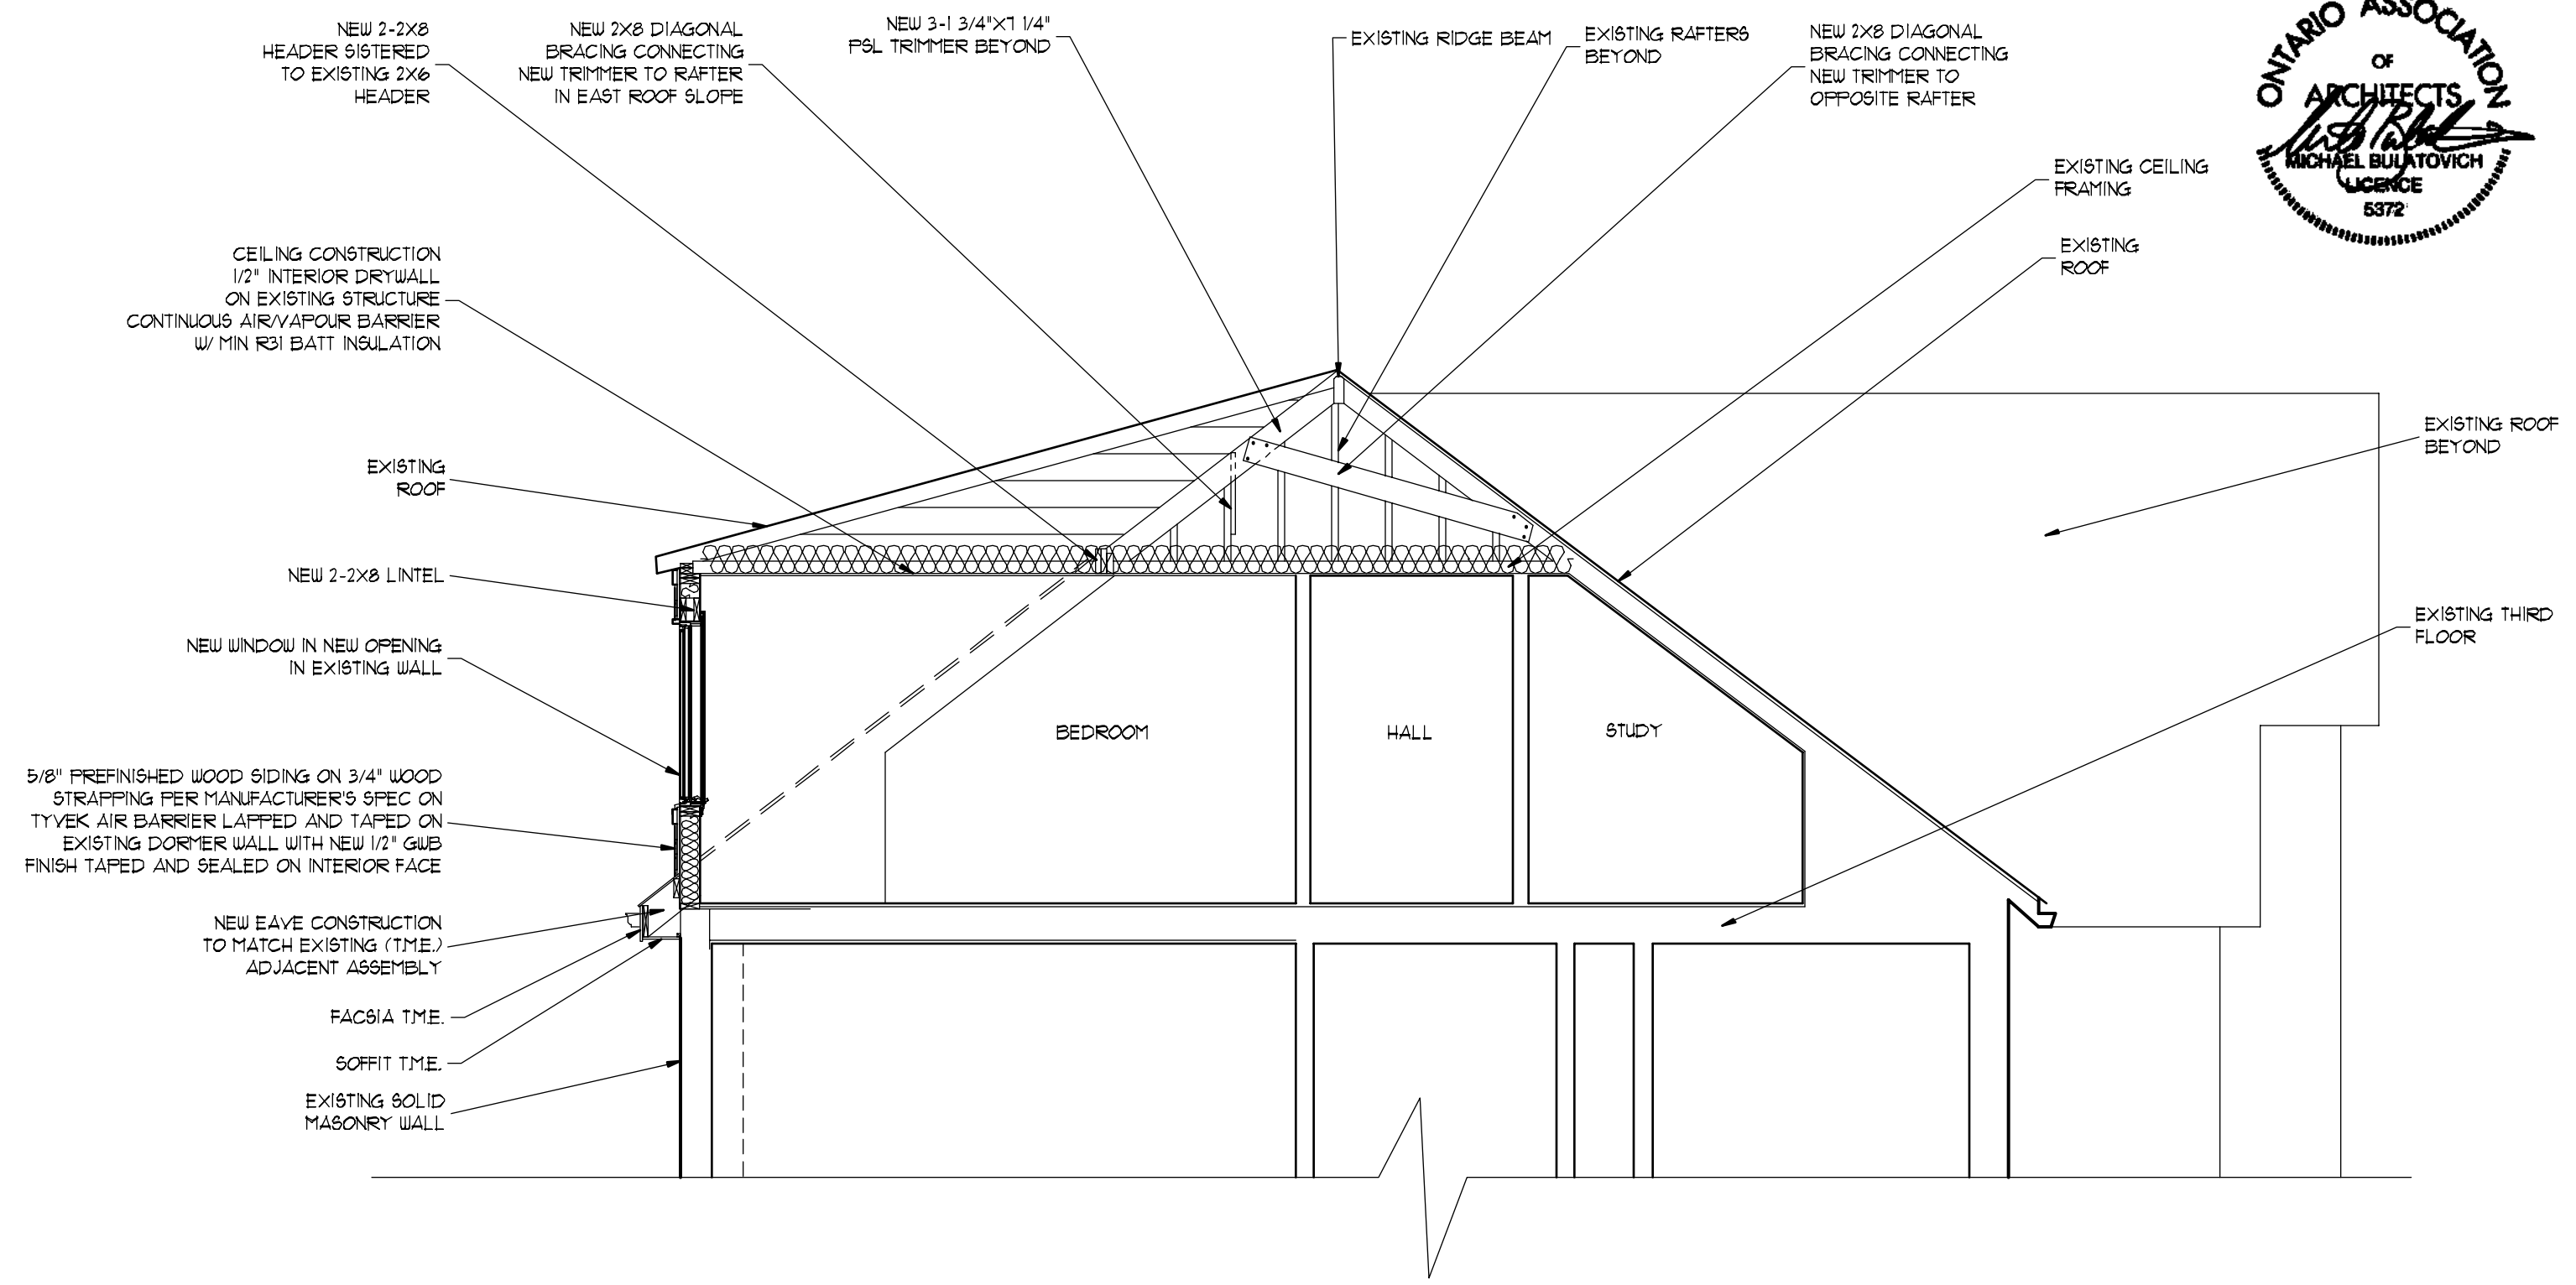 NEW 2-2X8
HEADER SISTERED
TO EXISTING 2X6
HEADER
NEW 2X8 DIAGONAL
BRACING CONNECTING
NEW TRIMMER TO RAFTER
IN EAST ROOF SLOPE
NEW 3-1 3/4"X7 1/4"
PSL TRIMMER BEYOND
EXISTING RIDGE BEAM
EXISTING RAFTERS
BEYOND
NEW 2X8 DIAGONAL
BRACING CONNECTING
NEW TRIMMER TO
OPPOSITE RAFTER
ONTARIO ASSOCIATION
OF
ARCHITECTS
MICHAEL BULATOVICH
LICENCE
5372
EXISTING CEILING
FRAMING
EXISTING
ROOF
CEILING CONSTRUCTION
1/2" INTERIOR DRYWALL
ON EXISTING STRUCTURE
CONTINUOUS AIR/VAPOUR BARRIER
W/ MIN R31 BATT INSULATION
EXISTING
ROOF
EXISTING ROOF
BEYOND
NEW 2-2X8 LINTEL
EXISTING THIRD
FLOOR
NEW WINDOW IN NEW OPENING
IN EXISTING WALL
BEDROOM
HALL
STUDY
5/8" PREFINISHED WOOD SIDING ON 3/4" WOOD
STRAPPING PER MANUFACTURER'S SPEC ON
TYVEK AIR BARRIER LAPPED AND TAPED ON
EXISTING DORMER WALL WITH NEW 1/2" GWB
FINISH TAPED AND SEALED ON INTERIOR FACE
NEW EAVE CONSTRUCTION
TO MATCH EXISTING (T.M.E.)
ADJACENT ASSEMBLY
FACSIA T.M.E.
SOFFIT T.M.E.
EXISTING SOLID
MASONRY WALL